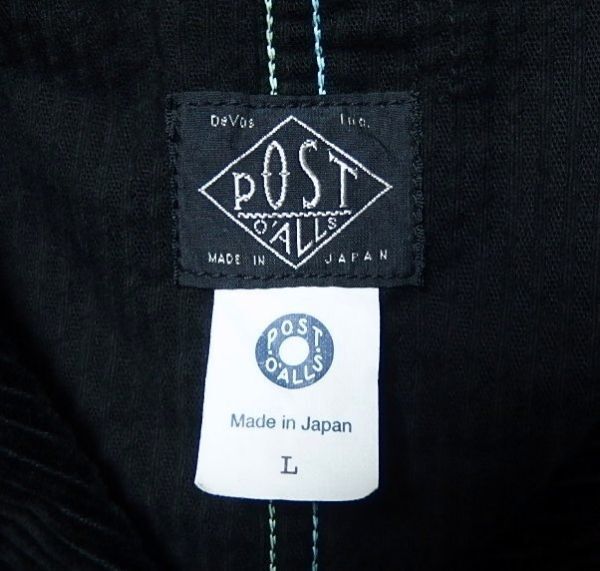 DeVos Inc.
POST
O'ALLS
MADE IN JAPAN
POST
O'ALLS
Made in Japan
L